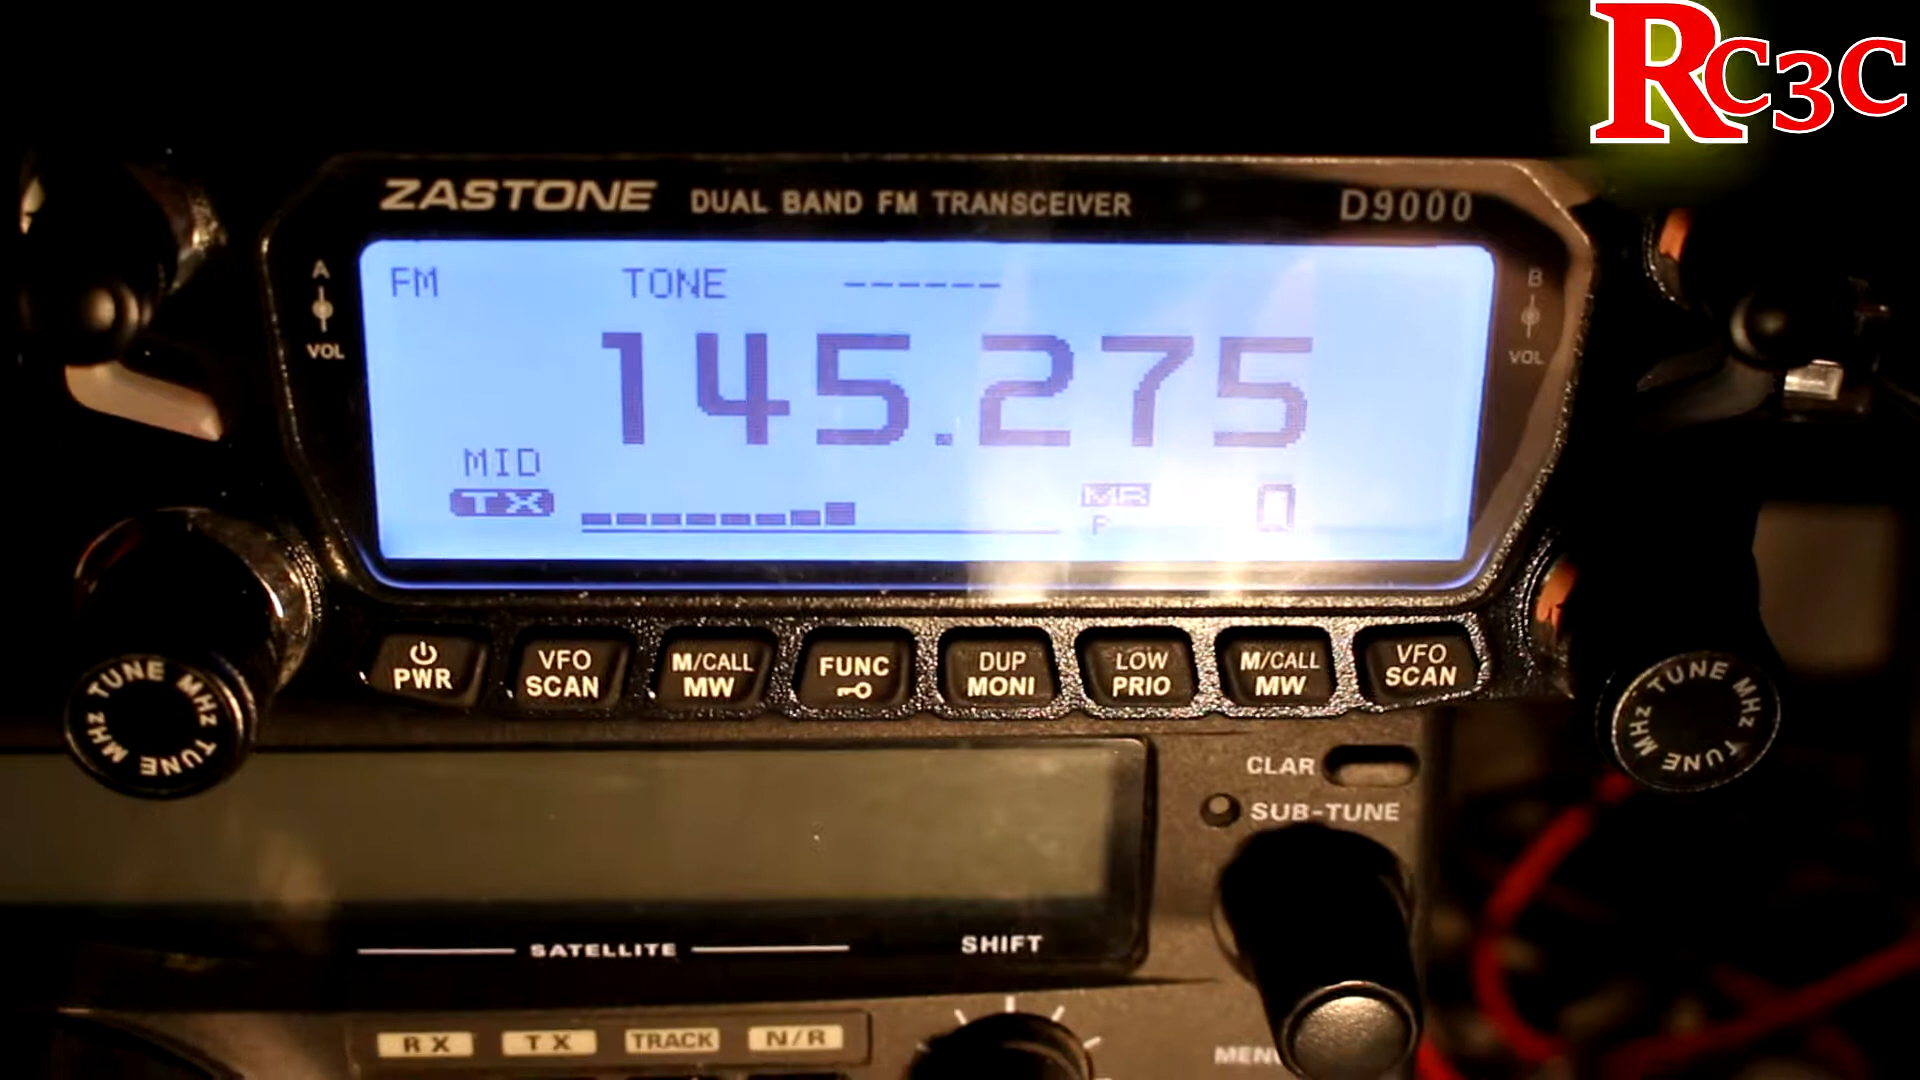 RC3C
ZASTONE DUAL BAND FM TRANSCEIVER D9000
A
VOL
B
VOL
FM TONE ------
145.275
MID
TX
MR
P
0
PWR
VFO
SCAN
M/CALL
MW
FUNC
DUP
MONI
LOW
PRIO
M/CALL
MW
VFO
SCAN
TUNE MHz TUNE MHz
TUNE MHz TUNE MHz
CLAR
SUB-TUNE
SATELLITE
SHIFT
RX TX TRACK N/R